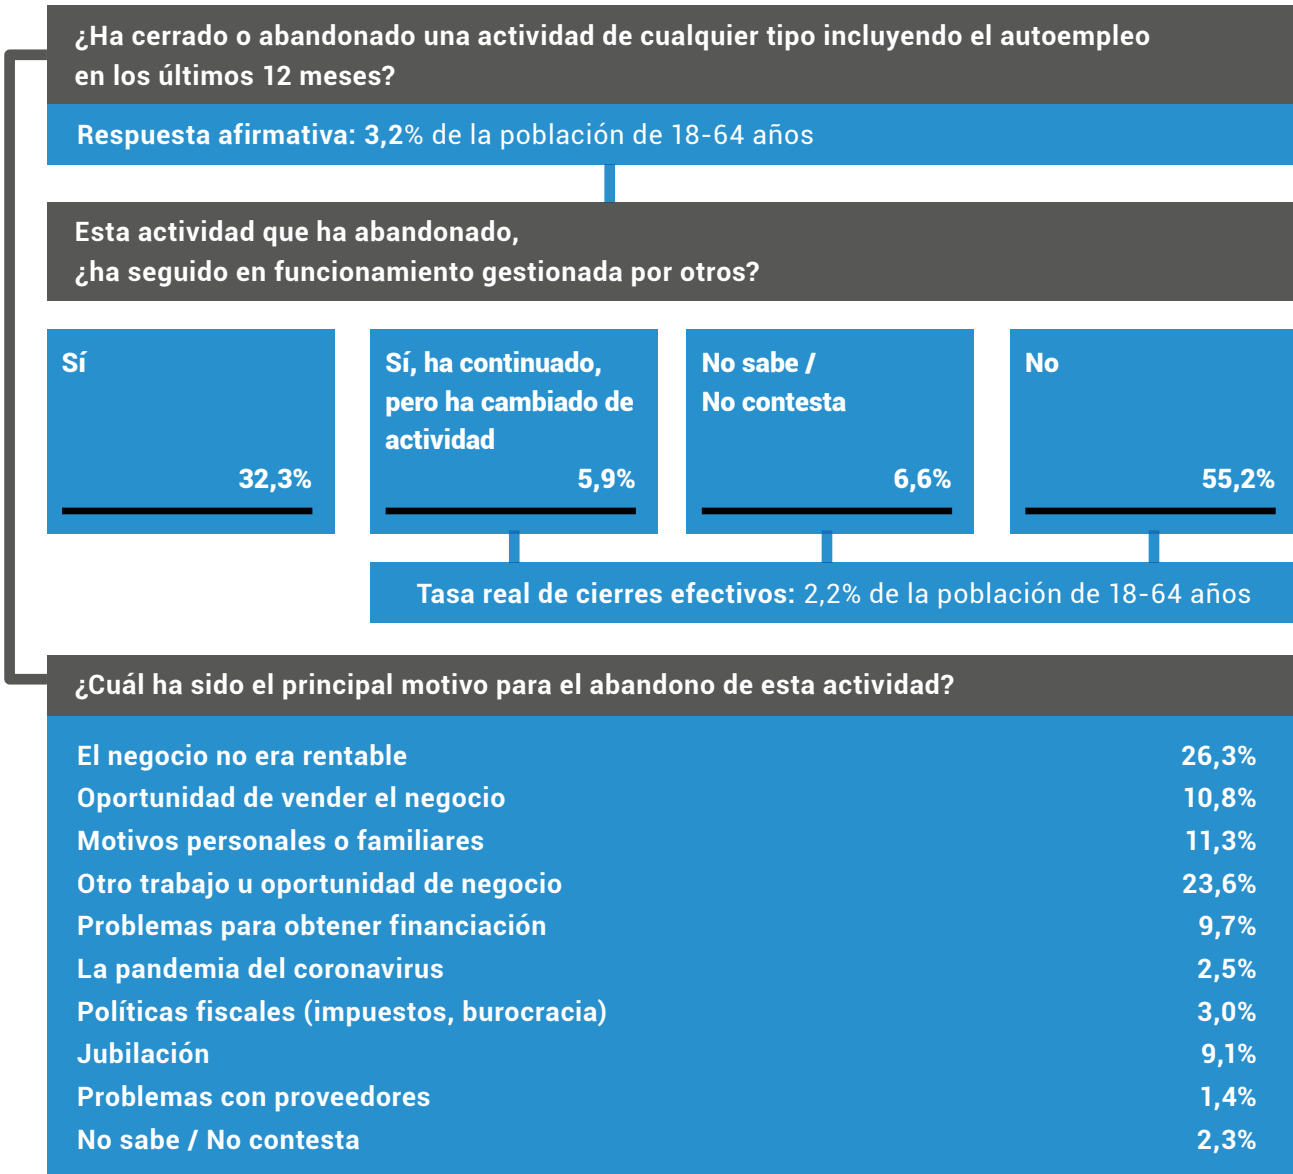 ¿Ha cerrado o abandonado una actividad de cualquier tipo incluyendo el autoempleo
en los últimos 12 meses?
Respuesta afirmativa: 3,2% de la población de 18-64 años
Esta actividad que ha abandonado,
¿ha seguido en funcionamiento gestionada por otros?
Sí
32,3%
Sí, ha continuado,
pero ha cambiado de
actividad
5,9%
No sabe /
No contesta
6,6%
No
55,2%
Tasa real de cierres efectivos: 2,2% de la población de 18-64 años
¿Cuál ha sido el principal motivo para el abandono de esta actividad?
El negocio no era rentable 26,3%
Oportunidad de vender el negocio 10,8%
Motivos personales o familiares 11,3%
Otro trabajo u oportunidad de negocio 23,6%
Problemas para obtener financiación 9,7%
La pandemia del coronavirus 2,5%
Políticas fiscales (impuestos, burocracia) 3,0%
Jubilación 9,1%
Problemas con proveedores 1,4%
No sabe / No contesta 2,3%